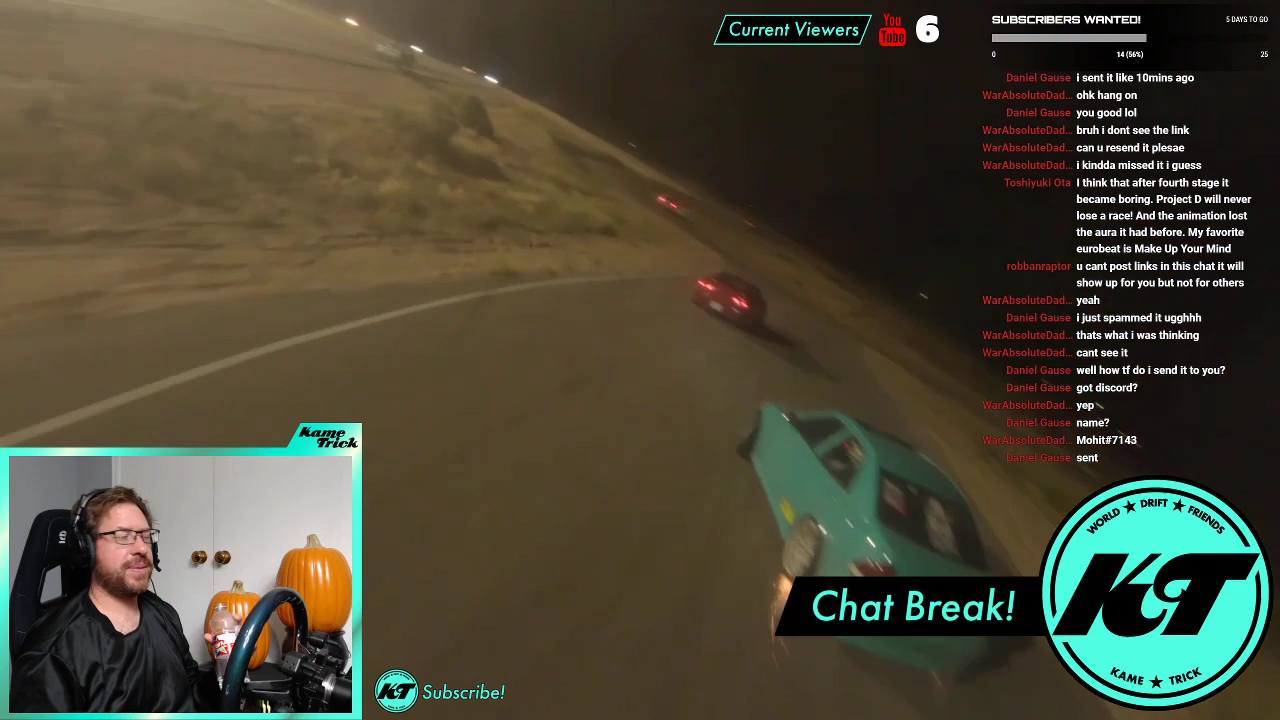 Current Viewers
You
Tube
6
SUBSCRIBERS WANTED!
5 DAYS TO GO
0
14 (56%)
25
Daniel Gause i sent it like 10mins ago
WarAbsoluteDad... ohk hang on
Daniel Gause you good lol
WarAbsoluteDad... bruh i dont see the link
WarAbsoluteDad... can u resend it plesae
WarAbsoluteDad... i kindda missed it i guess
Toshiyuki Ota I think that after fourth stage it
became boring. Project D will never
lose a race! And the animation lost
the aura it had before. My favorite
eurobeat is Make Up Your Mind
robbanraptor u cant post links in this chat it will
show up for you but not for others
WarAbsoluteDad... yeah
Daniel Gause i just spammed it ugghhh
WarAbsoluteDad... thats what i was thinking
WarAbsoluteDad... cant see it
Daniel Gause well how tf do i send it to you?
Daniel Gause got discord?
WarAbsoluteDad... yep
Daniel Gause name?
WarAbsoluteDad... Mohit#7143
Daniel Gause sent
Kame
Trick
WORLD ★ DRIFT ★ FRIENDS
KT
KAME ★ TRICK
Chat Break!
KT
Subscribe!